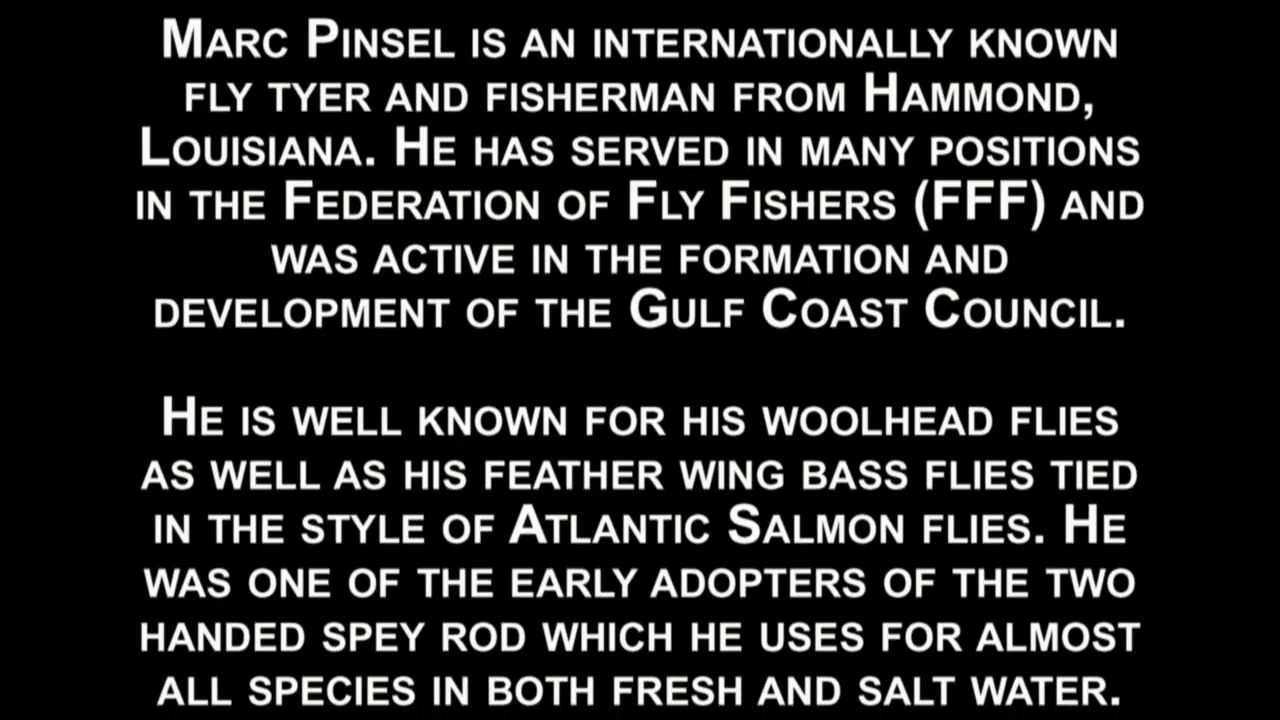 Marc Pinsel is an internationally known
fly tyer and fisherman from Hammond,
Louisiana. He has served in many positions
in the Federation of Fly Fishers (FFF) and
was active in the formation and
development of the Gulf Coast Council.
He is well known for his woolhead flies
as well as his feather wing bass flies tied
in the style of Atlantic Salmon flies. He
was one of the early adopters of the two
handed spey rod which he uses for almost
all species in both fresh and salt water.